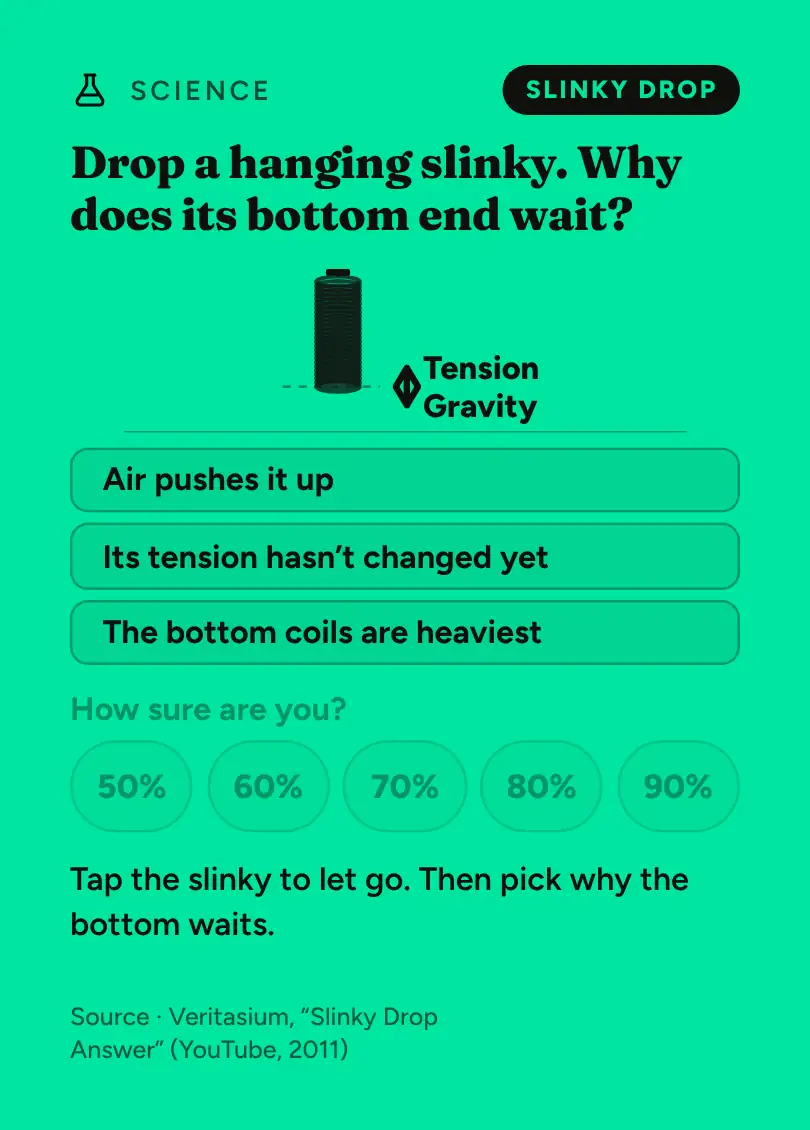 SCIENCE
SLINKY DROP
Drop a hanging slinky. Why
does its bottom end wait?
Tension
Gravity
Air pushes it up
Its tension hasn’t changed yet
The bottom coils are heaviest
How sure are you?
50% 60% 70% 80% 90%
Tap the slinky to let go. Then pick why the
bottom waits.
Source · Veritasium, “Slinky Drop
Answer” (YouTube, 2011)